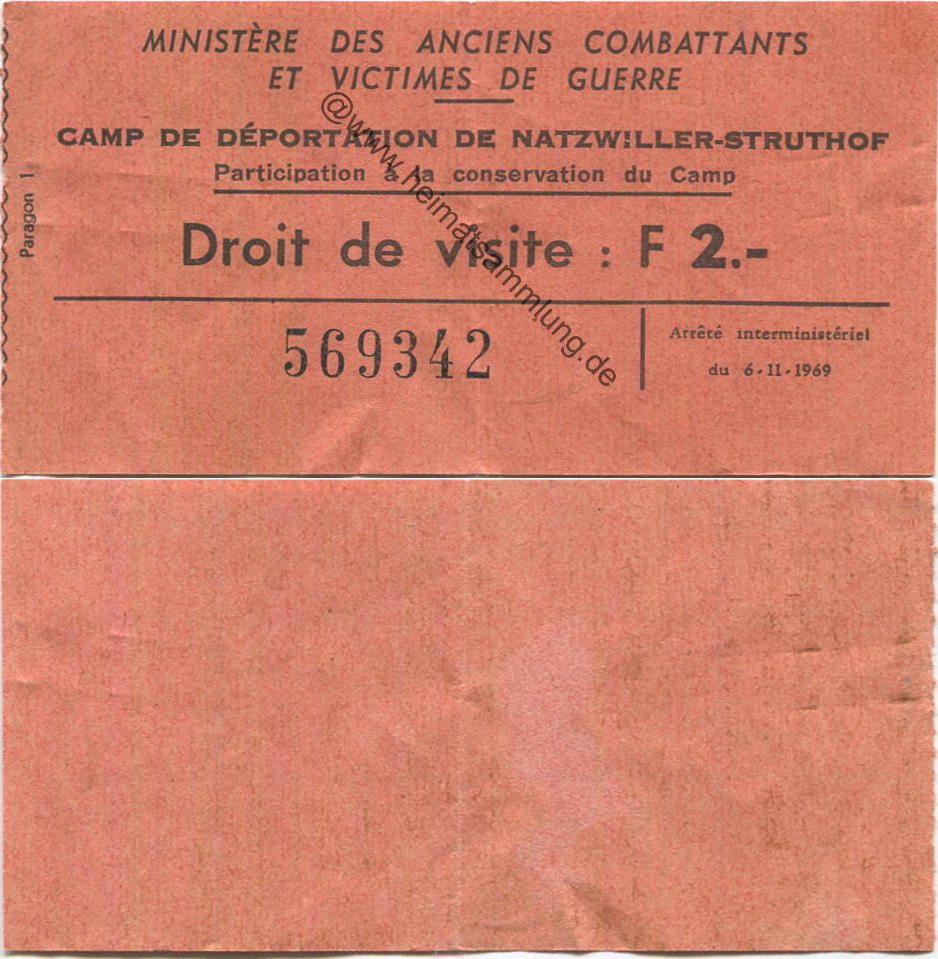 MINISTÈRE DES ANCIENS COMBATTANTS
ET VICTIMES DE GUERRE
CAMP DE DÉPORTATION DE NATZWILLER-STRUTHOF
Participation à la conservation du Camp
Droit de visite : F 2.-
569342
Arrêté interministériel
du 6-11-1969
Paragon 1
@www.heimatsammlung.de